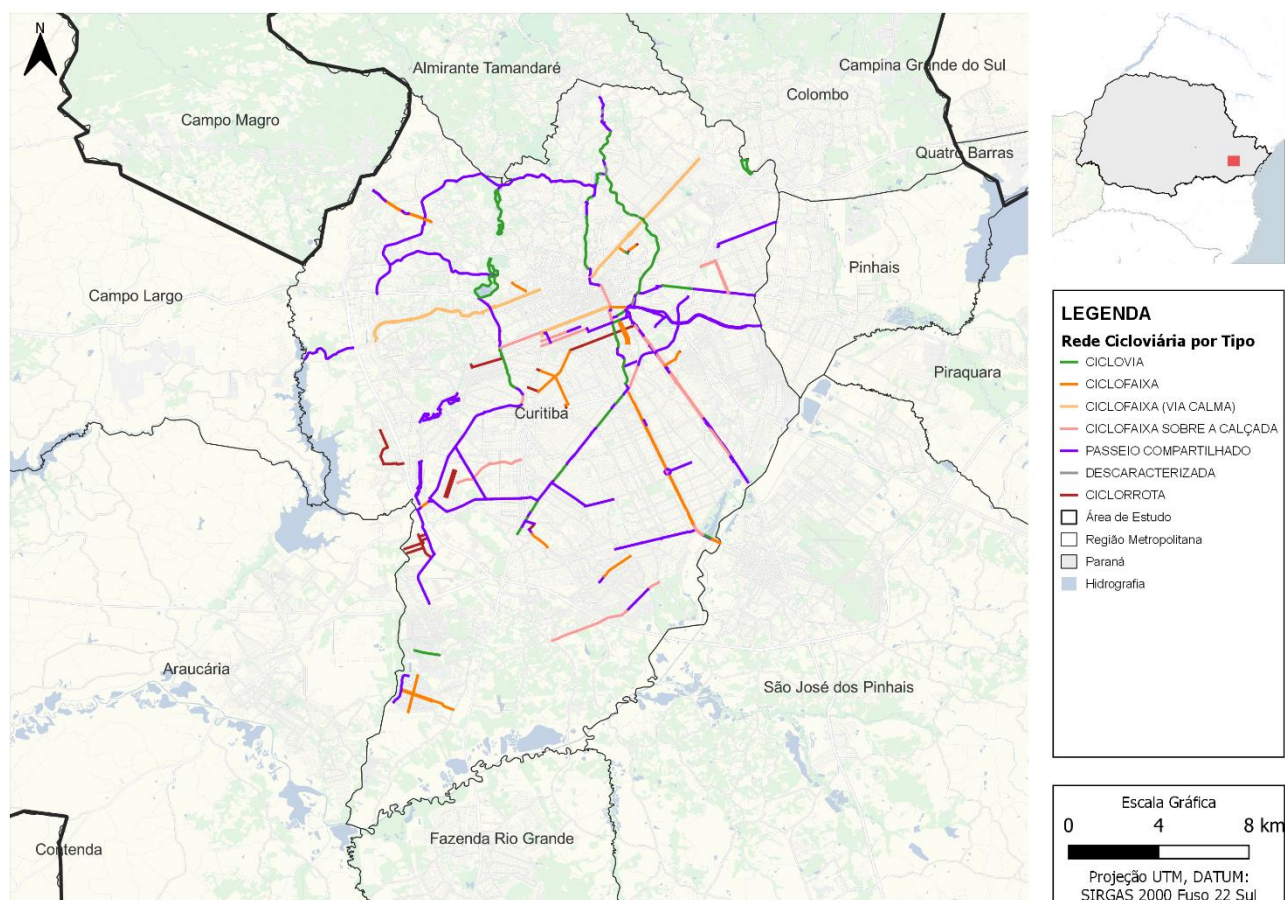 N
Almirante Tamandaré
Campina Grande do Sul
Colombo
Campo Magro
Quatro Barras
Pinhais
Campo Largo
Piraquara
Curitiba
Araucária
São José dos Pinhais
Fazenda Rio Grande
Contenda
LEGENDA
Rede Cicloviária por Tipo
CICLOVIA
CICLOFAIXA
CICLOFAIXA (VIA CALMA)
CICLOFAIXA SOBRE A CALÇADA
PASSEIO COMPARTILHADO
DESCARACTERIZADA
CICLORROTA
Área de Estudo
Região Metropolitana
Paraná
Hidrografia
Escala Gráfica
0 4 8 km
Projeção UTM, DATUM:
SIRGAS 2000 Fuso 22 Sul